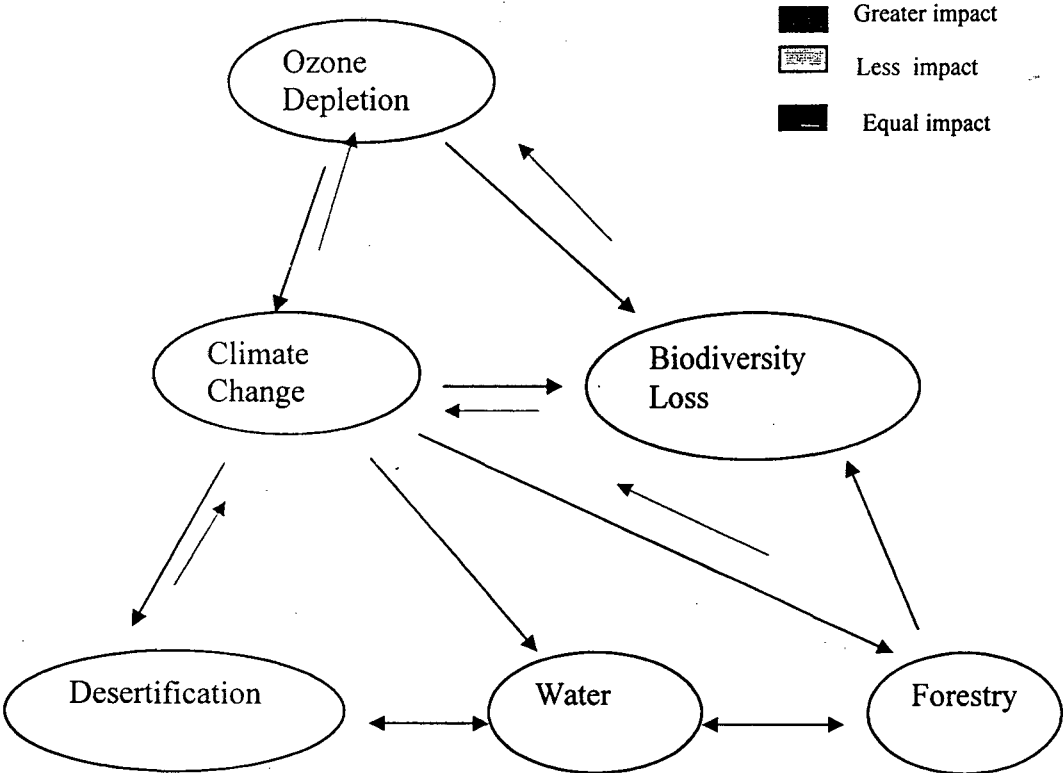 Greater impact
Ozone
Depletion
Less impact
Equal impact
Climate
Change
Biodiversity
Loss
Desertification
Water
Forestry